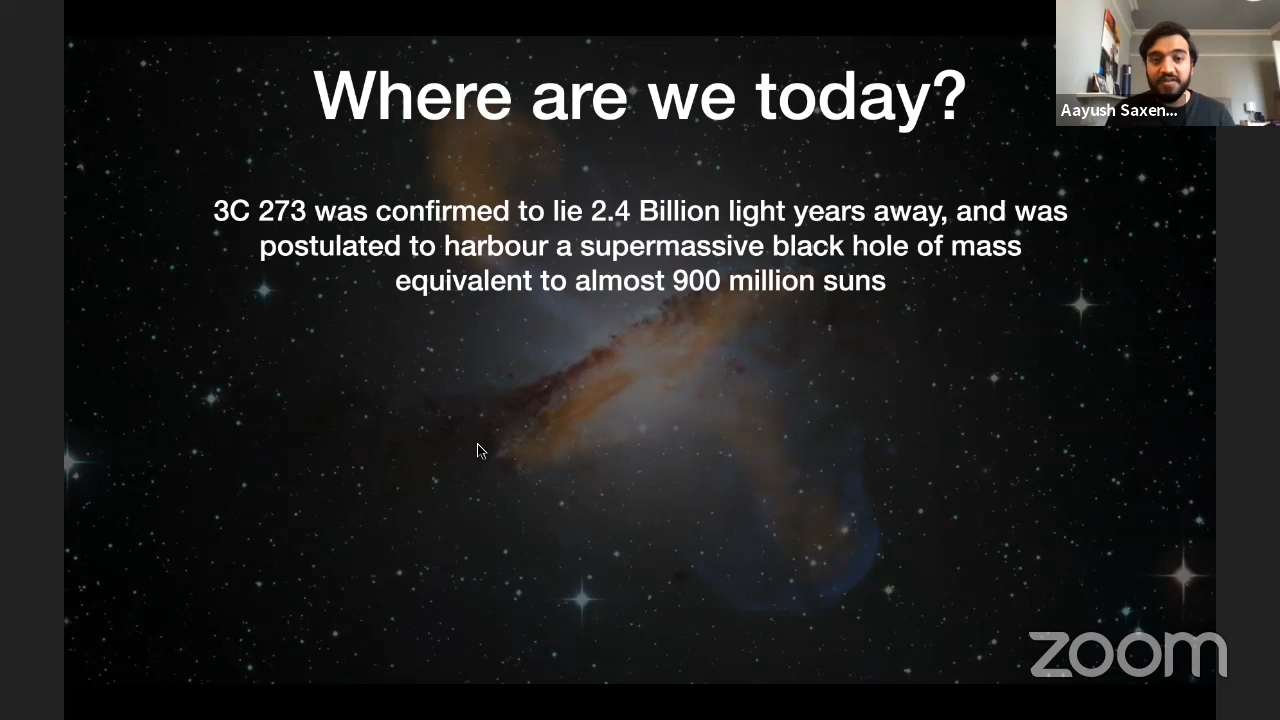 Where are we today?
Aayush Saxen...
3C 273 was confirmed to lie 2.4 Billion light years away, and was
postulated to harbour a supermassive black hole of mass
equivalent to almost 900 million suns
zoom